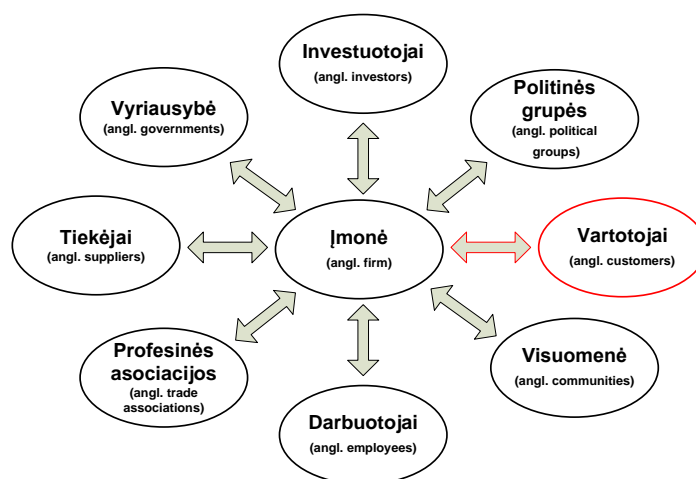 Investuotojai
(angl. investors)
Vyriausybė
(angl. governments)
Politinės
grupės
(angl. political
groups)
Tiekėjai
(angl. suppliers)
Įmonė
(angl. firm)
Vartotojai
(angl. customers)
Profesinės
asociacijos
(angl. trade
associations)
Visuomenė
(angl. communities)
Darbuotojai
(angl. employees)